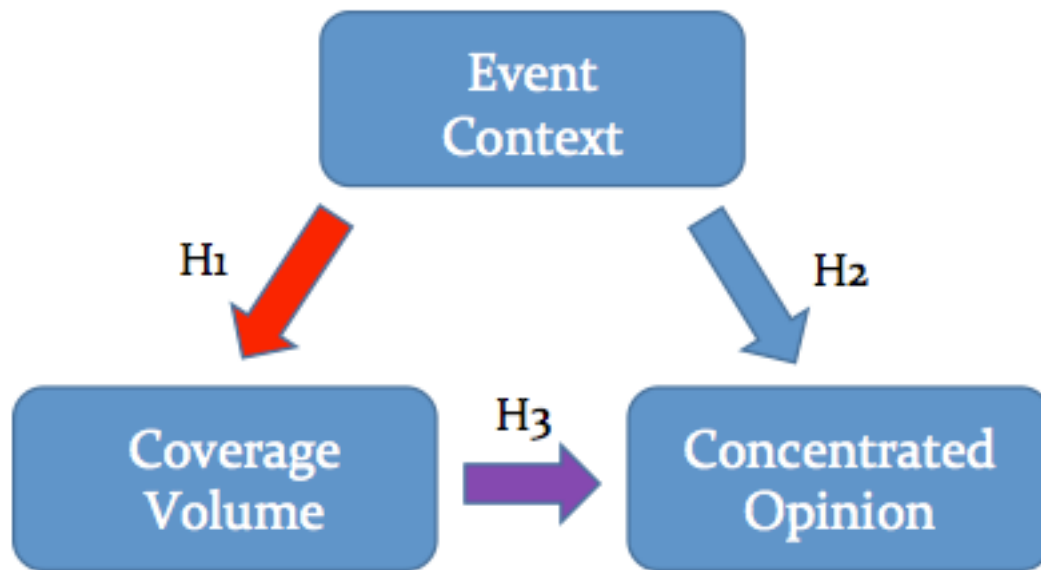 Event
Context
H1
H2
H3
Coverage
Volume
Concentrated
Opinion